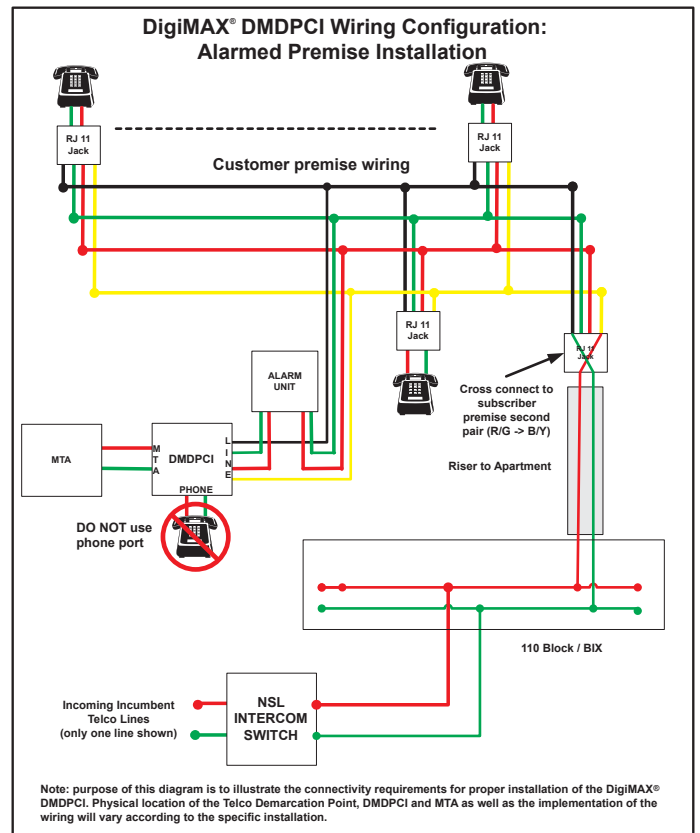 DigiMAX® DMDPCI Wiring Configuration:
Alarmed Premise Installation
RJ 11
Jack
RJ 11
Jack
Customer premise wiring
RJ 11
Jack
RJ 11
Jack
ALARM
UNIT
Cross connect to
subscriber
premise second
pair (R/G -> B/Y)
MTA
MTA
DMDPCI
LINE
PHONE
Riser to Apartment
DO NOT use
phone port
110 Block / BIX
Incoming Incumbent
Telco Lines
(only one line shown)
NSL
INTERCOM
SWITCH
Note: purpose of this diagram is to illustrate the connectivity requirements for proper installation of the DigiMAX®
DMDPCI. Physical location of the Telco Demarcation Point, DMDPCI and MTA as well as the implementation of the
wiring will vary according to the specific installation.